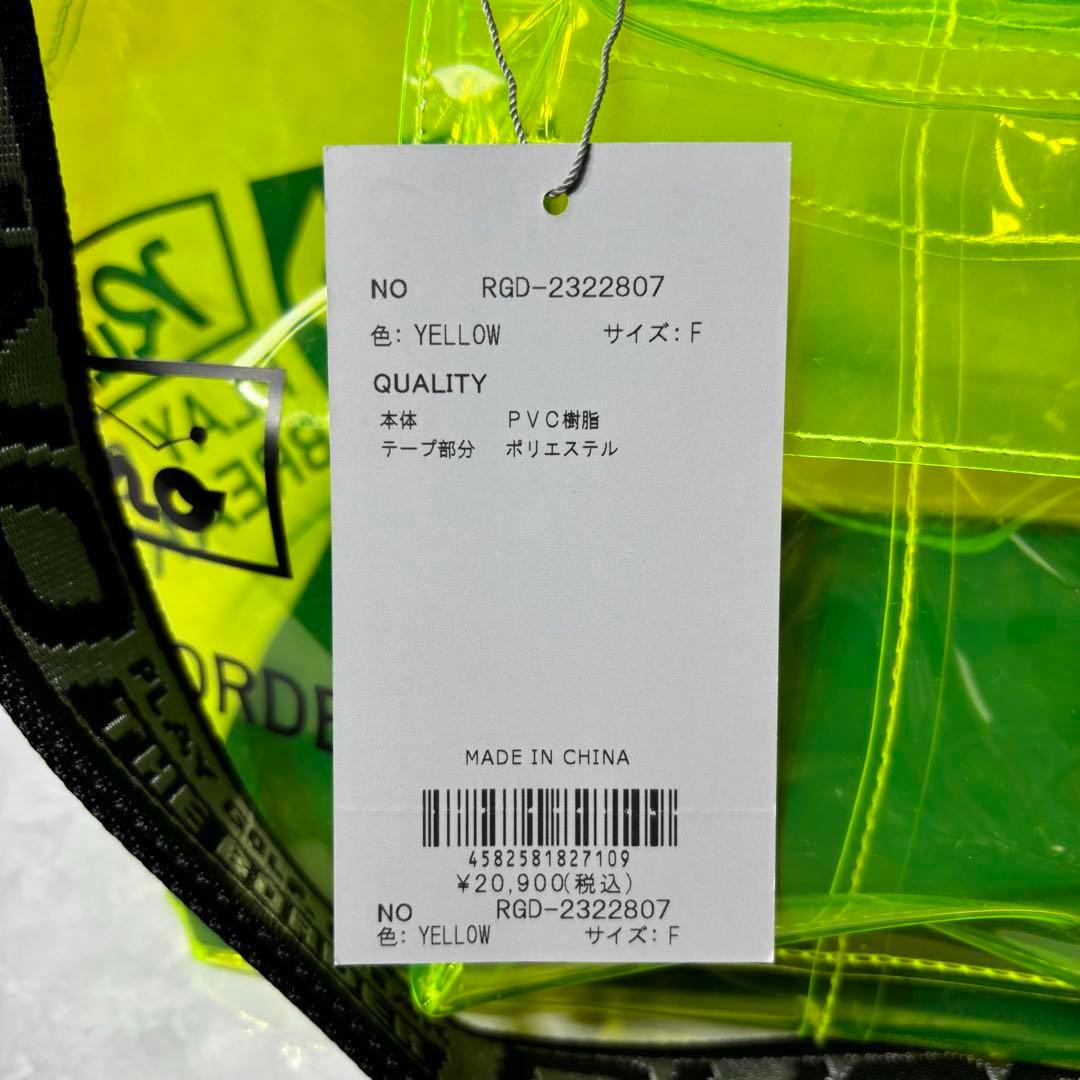 NO RGD-2322807
色: YELLOW サイズ: F
QUALITY
本体 PVC樹脂
テープ部分 ポリエステル
MADE IN CHINA
4582581827109
¥20,900(税込)
NO RGD-2322807
色: YELLOW サイズ: F
PLAY
THE